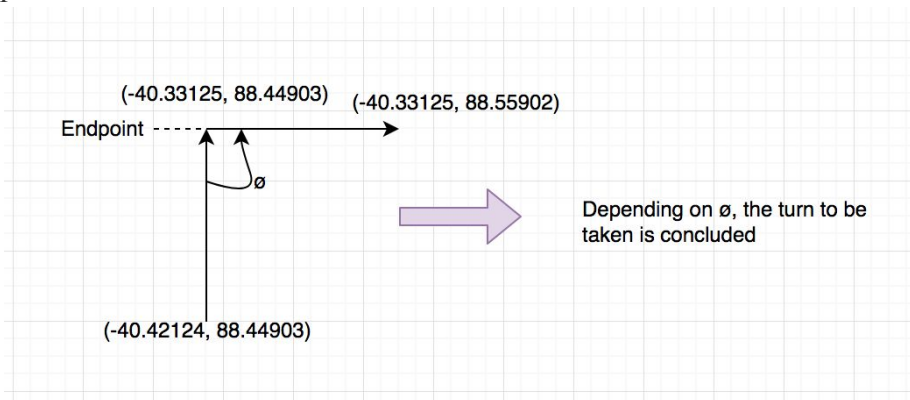 (-40.33125, 88.44903)
(-40.33125, 88.55902)
Endpoint
ø
Depending on ø, the turn to be
taken is concluded
(-40.42124, 88.44903)